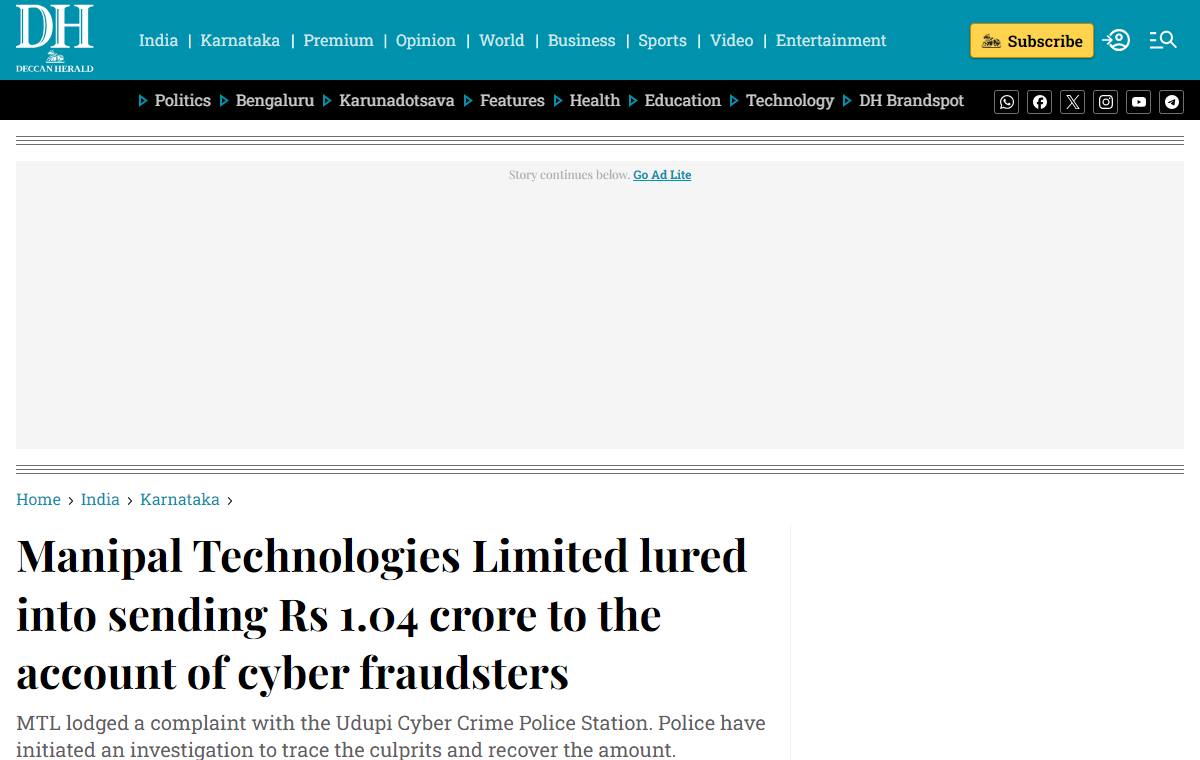 DH
DECCAN HERALD
India | Karnataka | Premium | Opinion | World | Business | Sports | Video | Entertainment
Subscribe
Politics Bengaluru Karunadotsava Features Health Education Technology DH Brandspot
Story continues below. Go Ad Lite
Home › India › Karnataka ›
Manipal Technologies Limited lured
into sending Rs 1.04 crore to the
account of cyber fraudsters
MTL lodged a complaint with the Udupi Cyber Crime Police Station. Police have
initiated an investigation to trace the culprits and recover the amount.